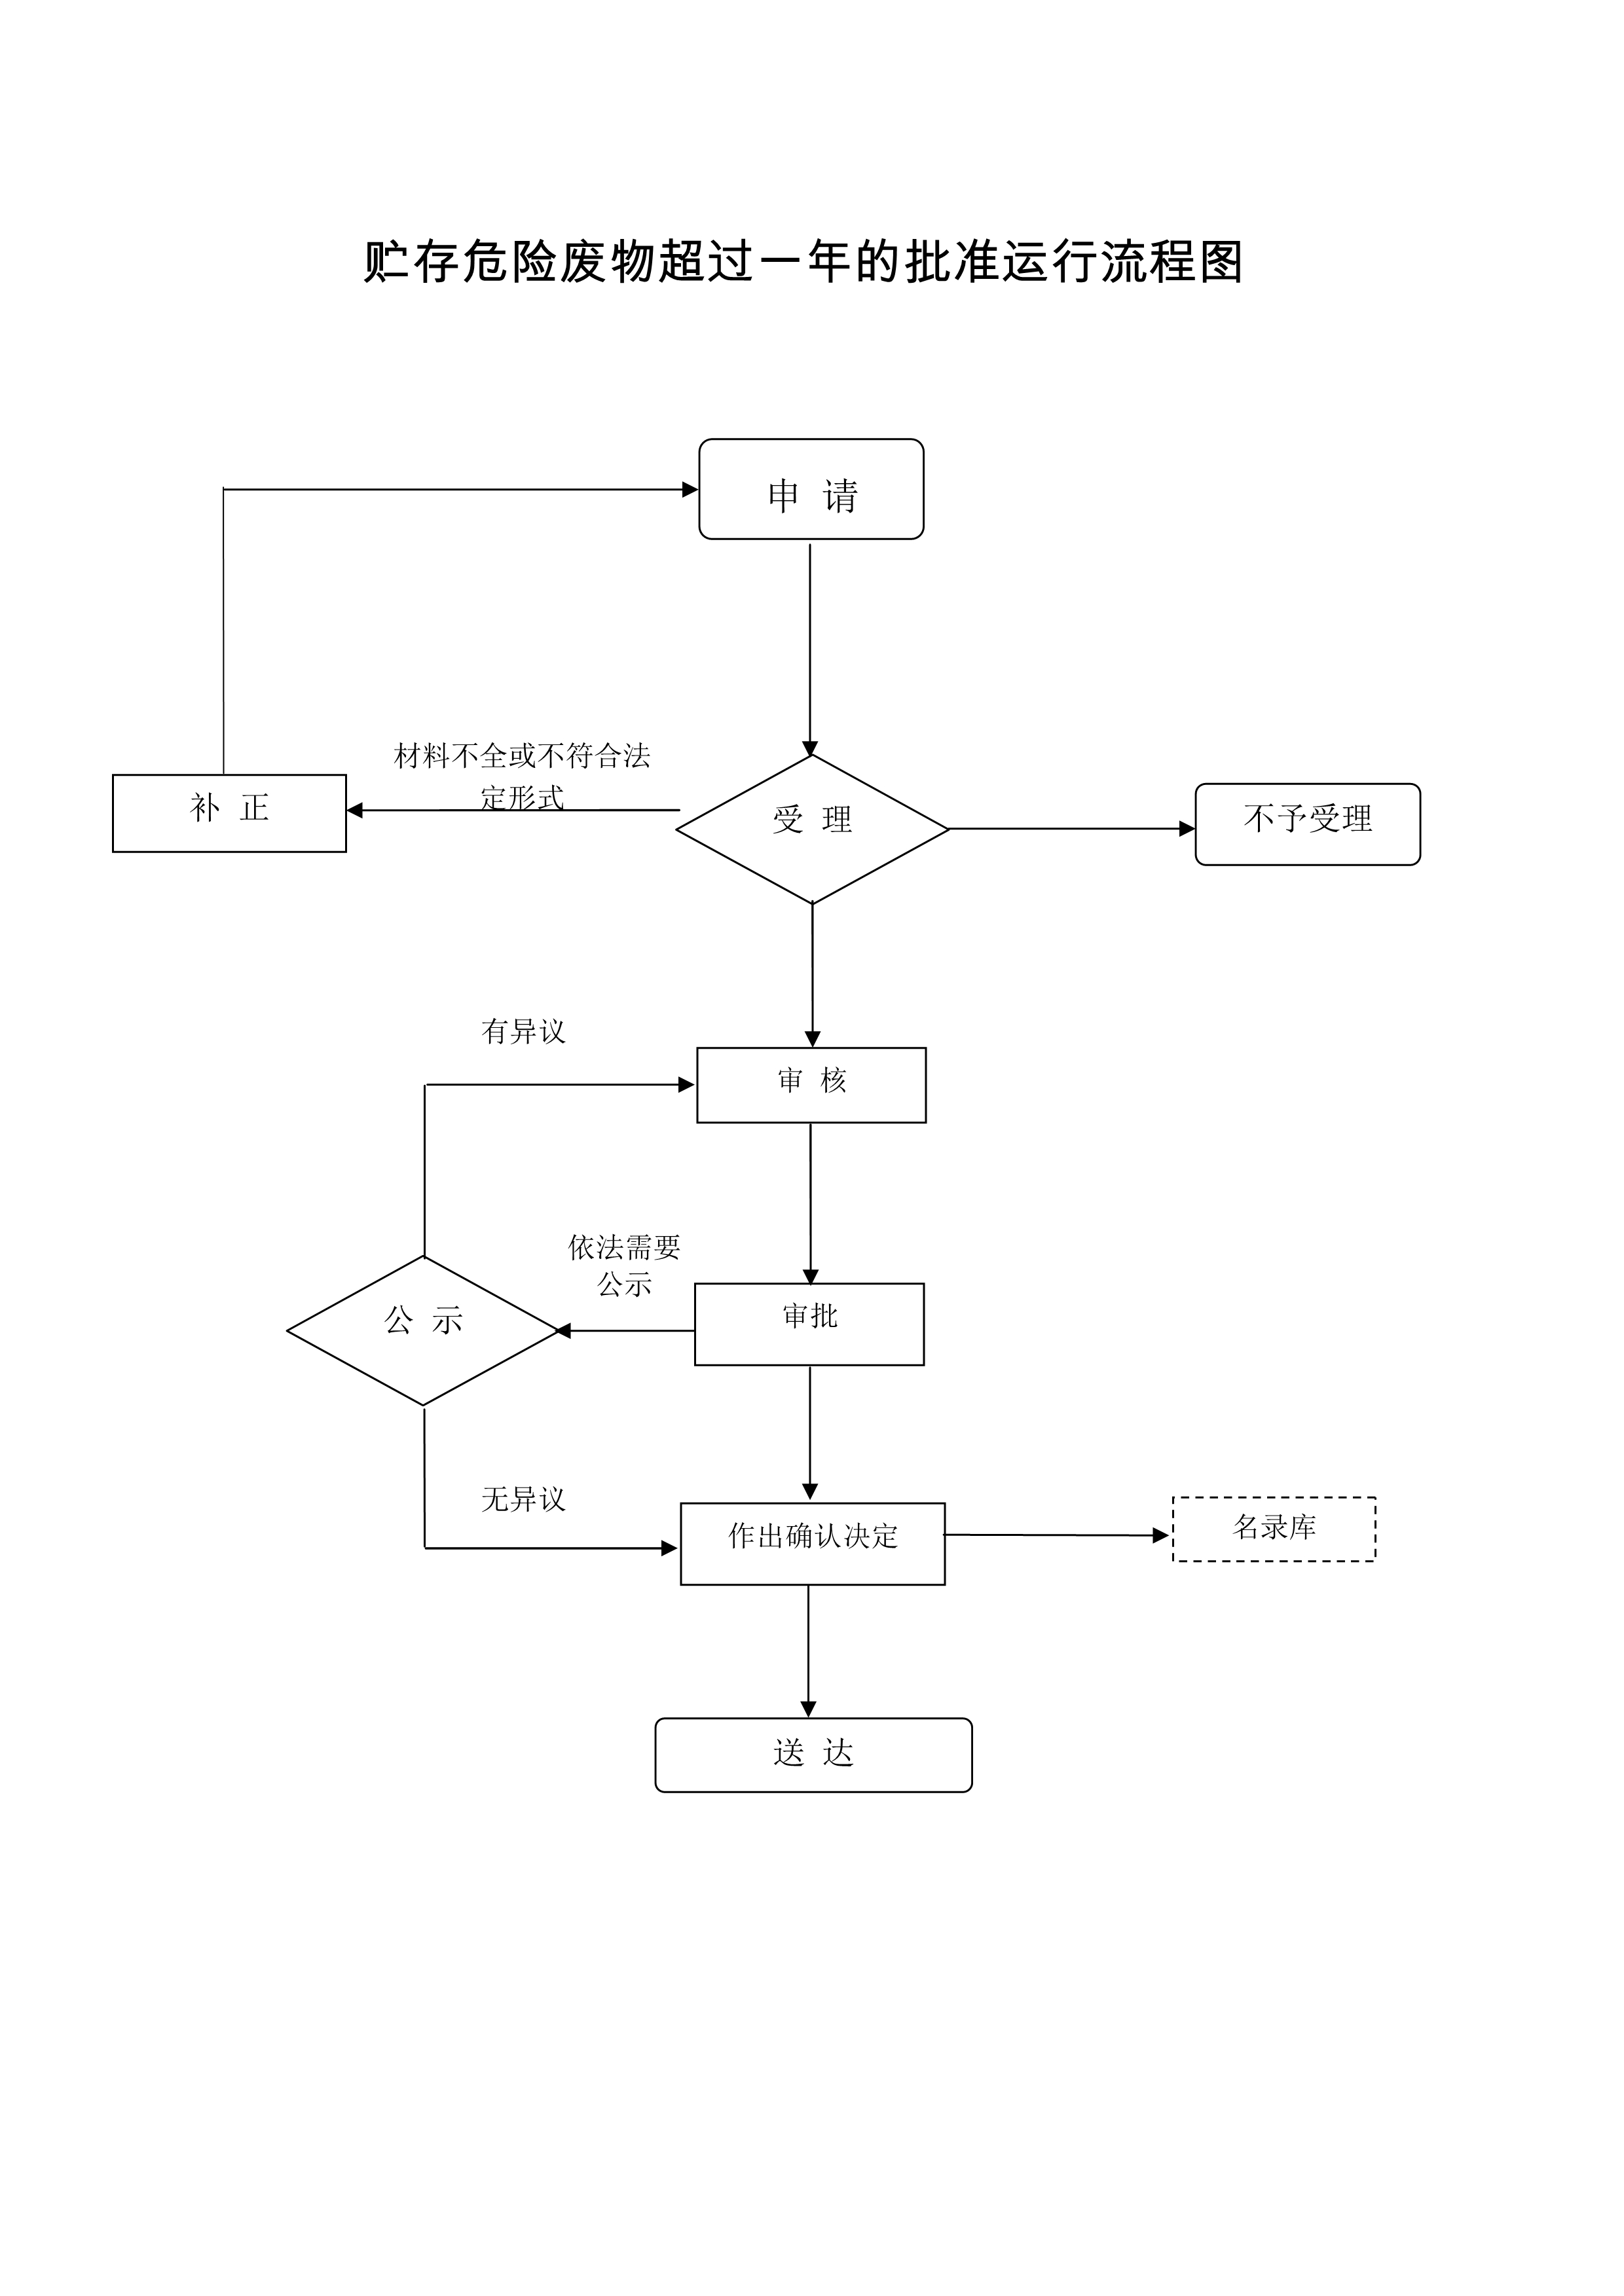 贮存危险废物超过一年的批准运行流程图
申 请
材料不全或不符合法
定形式
补 正
受 理
不予受理
有异议
审 核
依法需要
公示
公 示
审批
无异议
作出确认决定
名录库
送 达